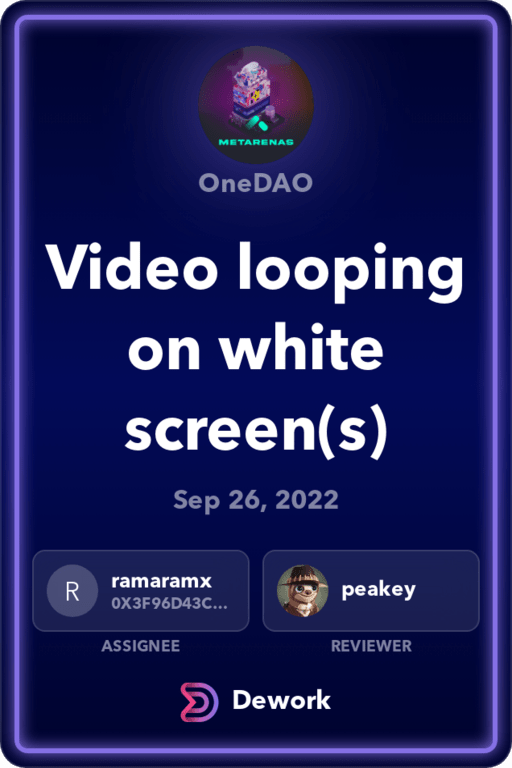 METARENAS
OneDAO
Video looping
on white
screen(s)
Sep 26, 2022
R
ramaramx
0X3F96D43C...
ASSIGNEE
peakey
REVIEWER
Dework